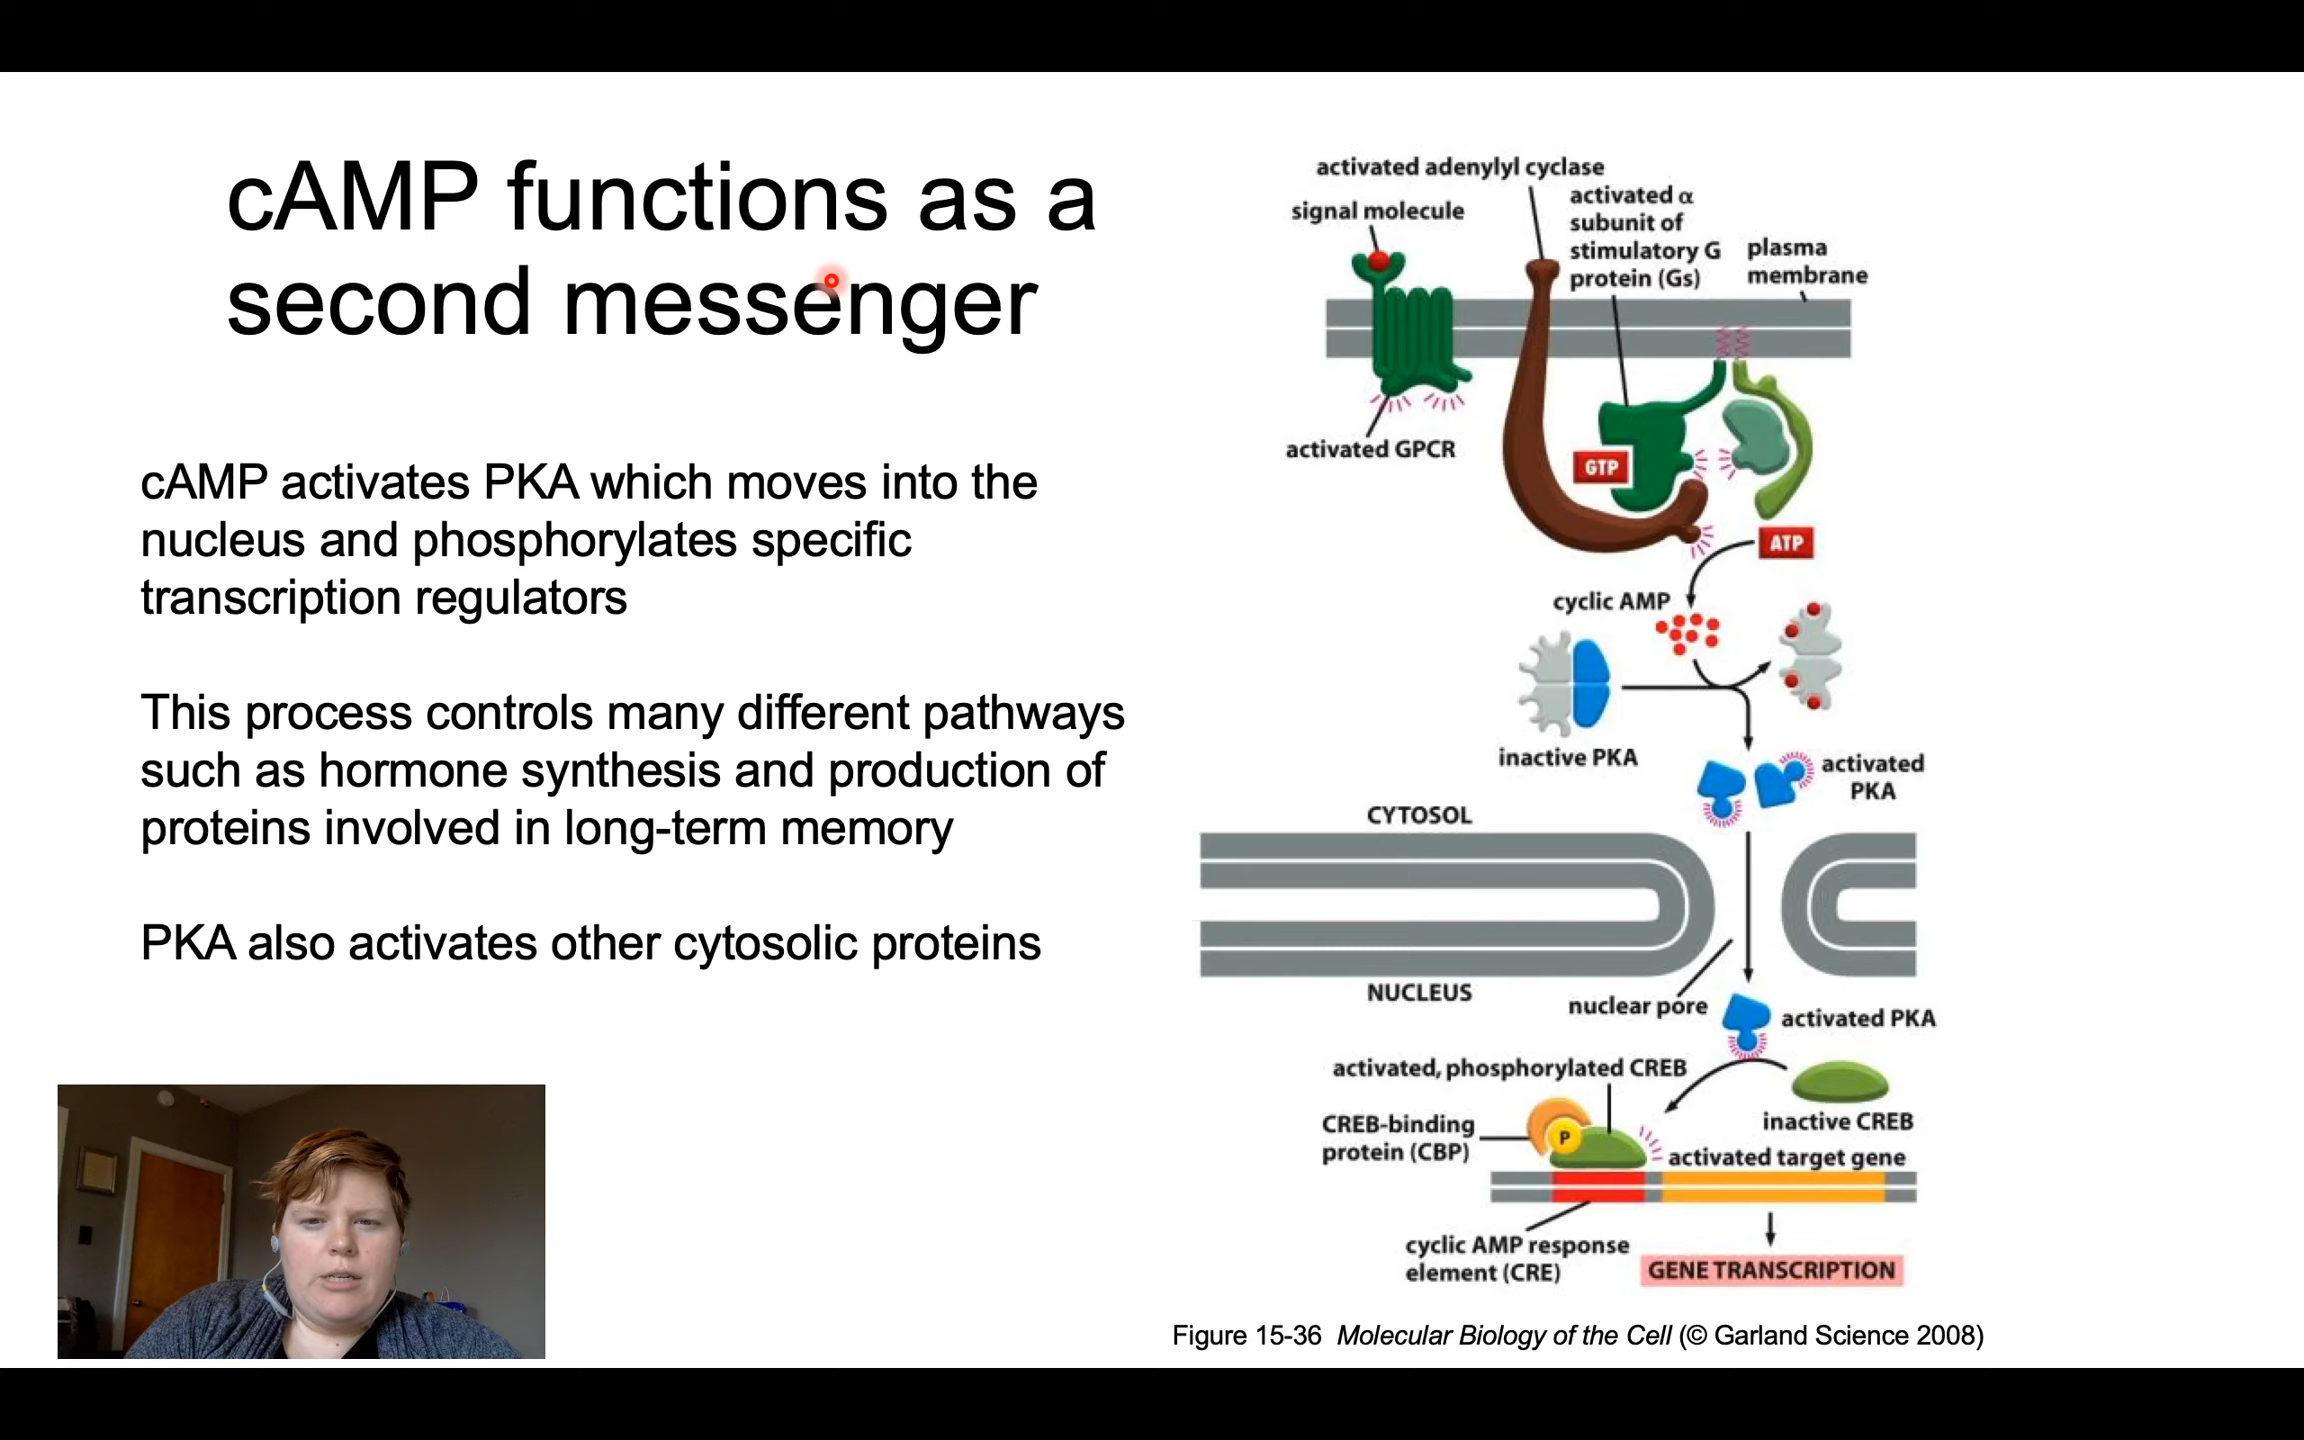 cAMP functions as a
second messenger
cAMP activates PKA which moves into the
nucleus and phosphorylates specific
transcription regulators
This process controls many different pathways
such as hormone synthesis and production of
proteins involved in long-term memory
PKA also activates other cytosolic proteins
activated adenylyl cyclase
signal molecule
activated α
subunit of
stimulatory G
protein (Gs)
plasma
membrane
activated GPCR
GTP
ATP
cyclic AMP
inactive PKA
activated
PKA
CYTOSOL
NUCLEUS
nuclear pore
activated PKA
activated, phosphorylated CREB
inactive CREB
CREB-binding
protein (CBP)
P
activated target gene
cyclic AMP response
element (CRE)
GENE TRANSCRIPTION
Figure 15-36 Molecular Biology of the Cell (© Garland Science 2008)